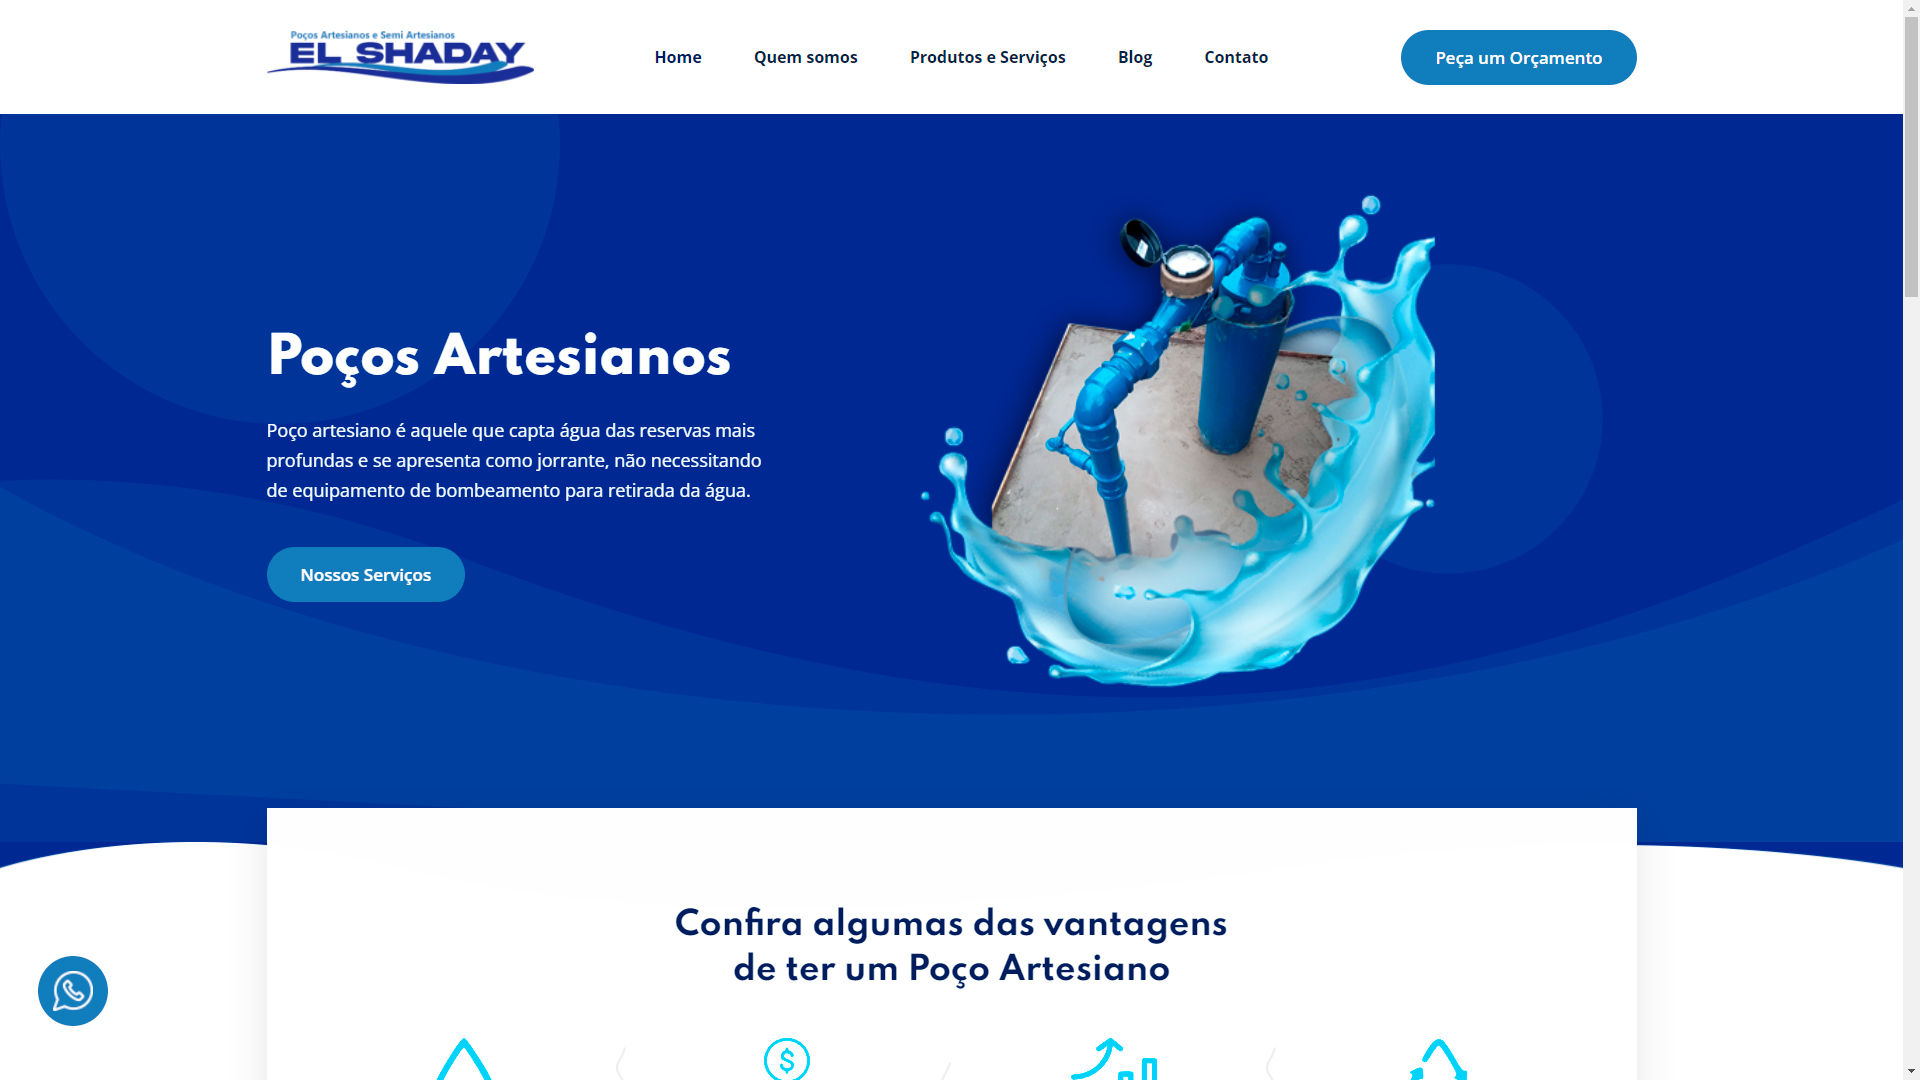 Poços Artesianos e Semi Artesianos
EL SHADAY
Home
Quem somos
Produtos e Serviços
Blog
Contato
Peça um Orçamento
Poços Artesianos
Poço artesiano é aquele que capta água das reservas mais
profundas e se apresenta como jorrante, não necessitando
de equipamento de bombeamento para retirada da água.
Nossos Serviços
Confira algumas das vantagens
de ter um Poço Artesiano
$